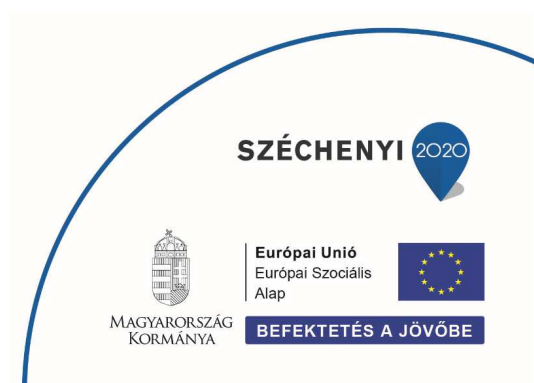 SZÉCHENYI 2020
Európai Unió
Európai Szociális
Alap
MAGYARORSZÁG
KORMÁNYA
BEFEKTETÉS A JÖVŐBE